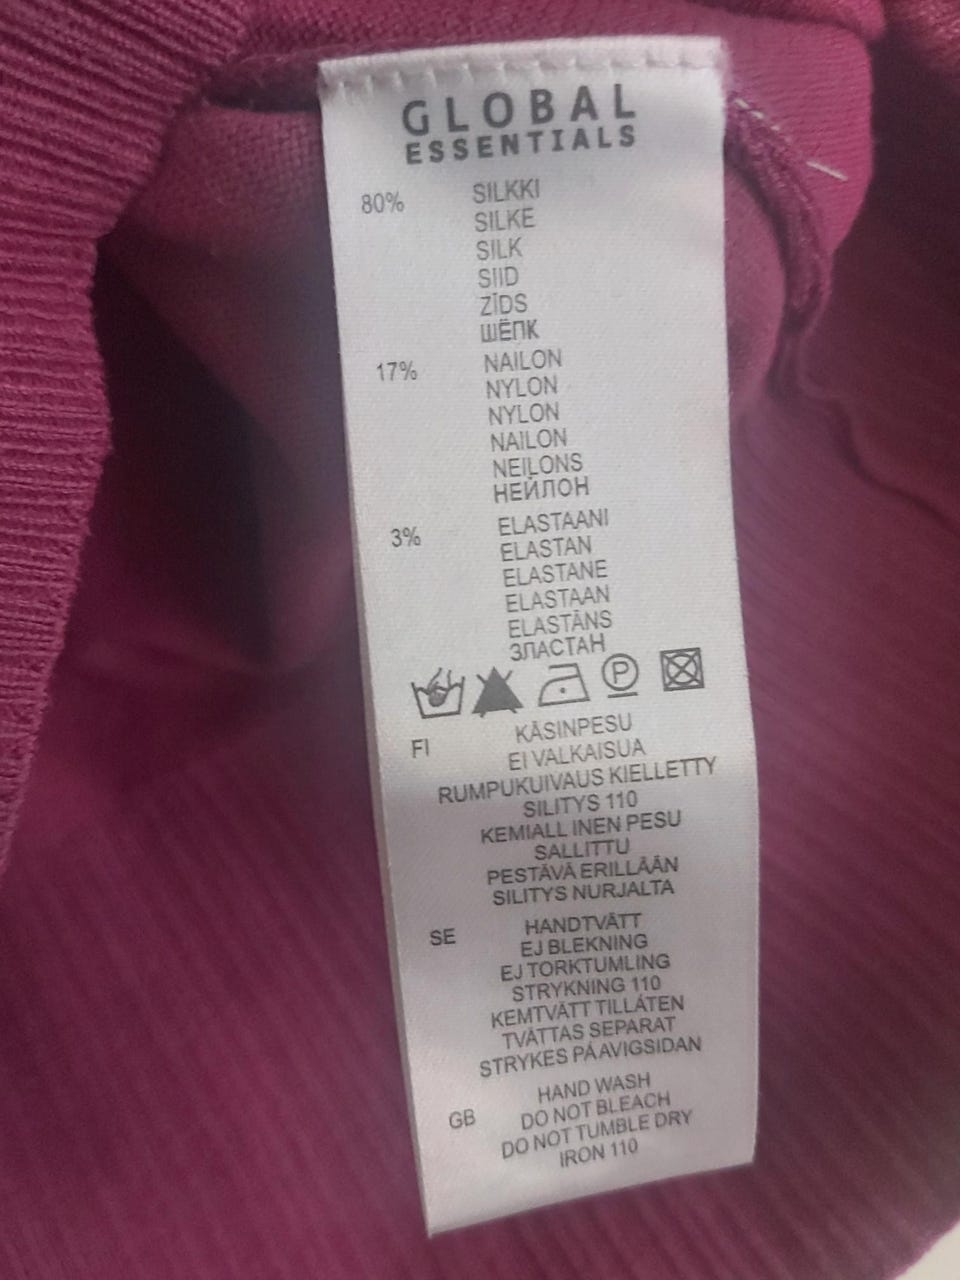 GLOBAL
ESSENTIALS
80% SILKKI
SILKE
SILK
SIID
ZĪDS
ШЁПК
17% NAILON
NYLON
NYLON
NAILON
NEILONS
НЕЙЛОН
3% ELASTAANI
ELASTAN
ELASTANE
ELASTAAN
ELASTĀNS
ЗЛАСТАН
P
FI KÄSINPESU
EI VALKAISUA
RUMPUKUIVAUS KIELLETTY
SILITYS 110
KEMIALL INEN PESU
SALLITTU
PESTÄVÄ ERILLÄÄN
SILITYS NURJALTA
SE HANDTVÄTT
EJ BLEKNING
EJ TORKTUMLING
STRYKNING 110
KEMTVÄTT TILLÅTEN
TVÄTTAS SEPARAT
STRYKES PÅ AVIGSIDAN
GB HAND WASH
DO NOT BLEACH
DO NOT TUMBLE DRY
IRON 110